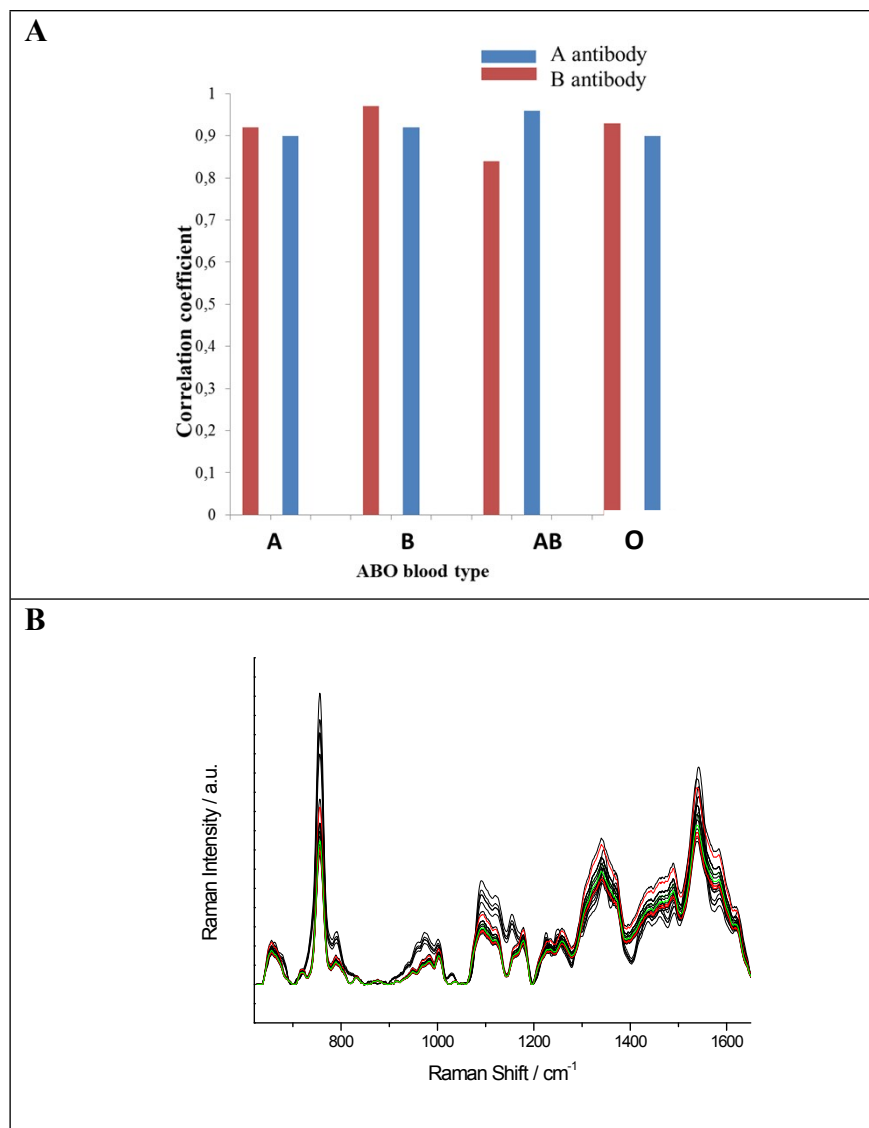 A
A antibody
B antibody
1
0,9
0,8
0,7
0,6
0,5
0,4
0,3
0,2
0,1
0
Correlation coefficient
A B AB O
ABO blood type
B
Raman Intensity / a.u.
800 1000 1200 1400 1600
Raman Shift / cm⁻¹